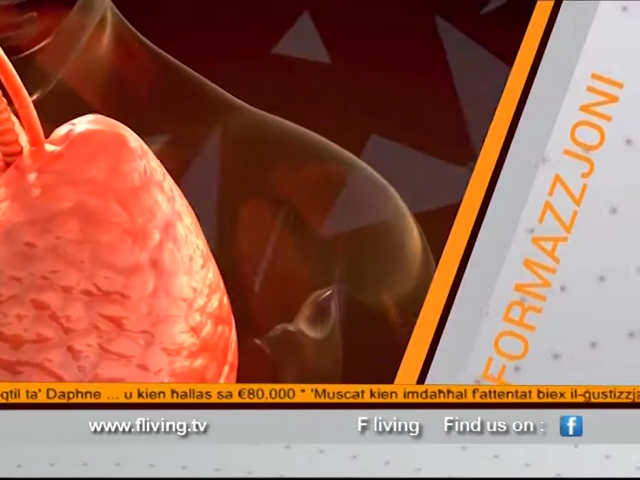 FORMAZZJONI
qtil ta' Daphne ... u kien ħallas sa €80,000 * 'Muscat kien imdaħħal f'attentat biex il-ġustizzja
www.fliving.tv
F living Find us on :